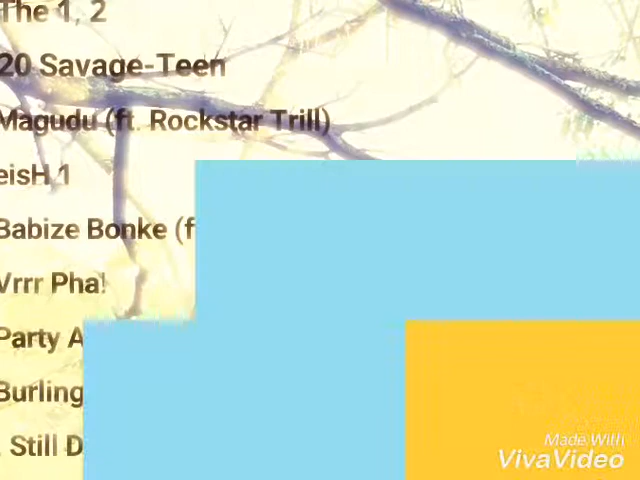 The 1, 2
20 Savage-Teen
Magudu (ft. Rockstar Trill)
eisH 1
Babize Bonke (f
Vrrr Pha!
Party A
Burling
. Still D
Made With
VivaVideo